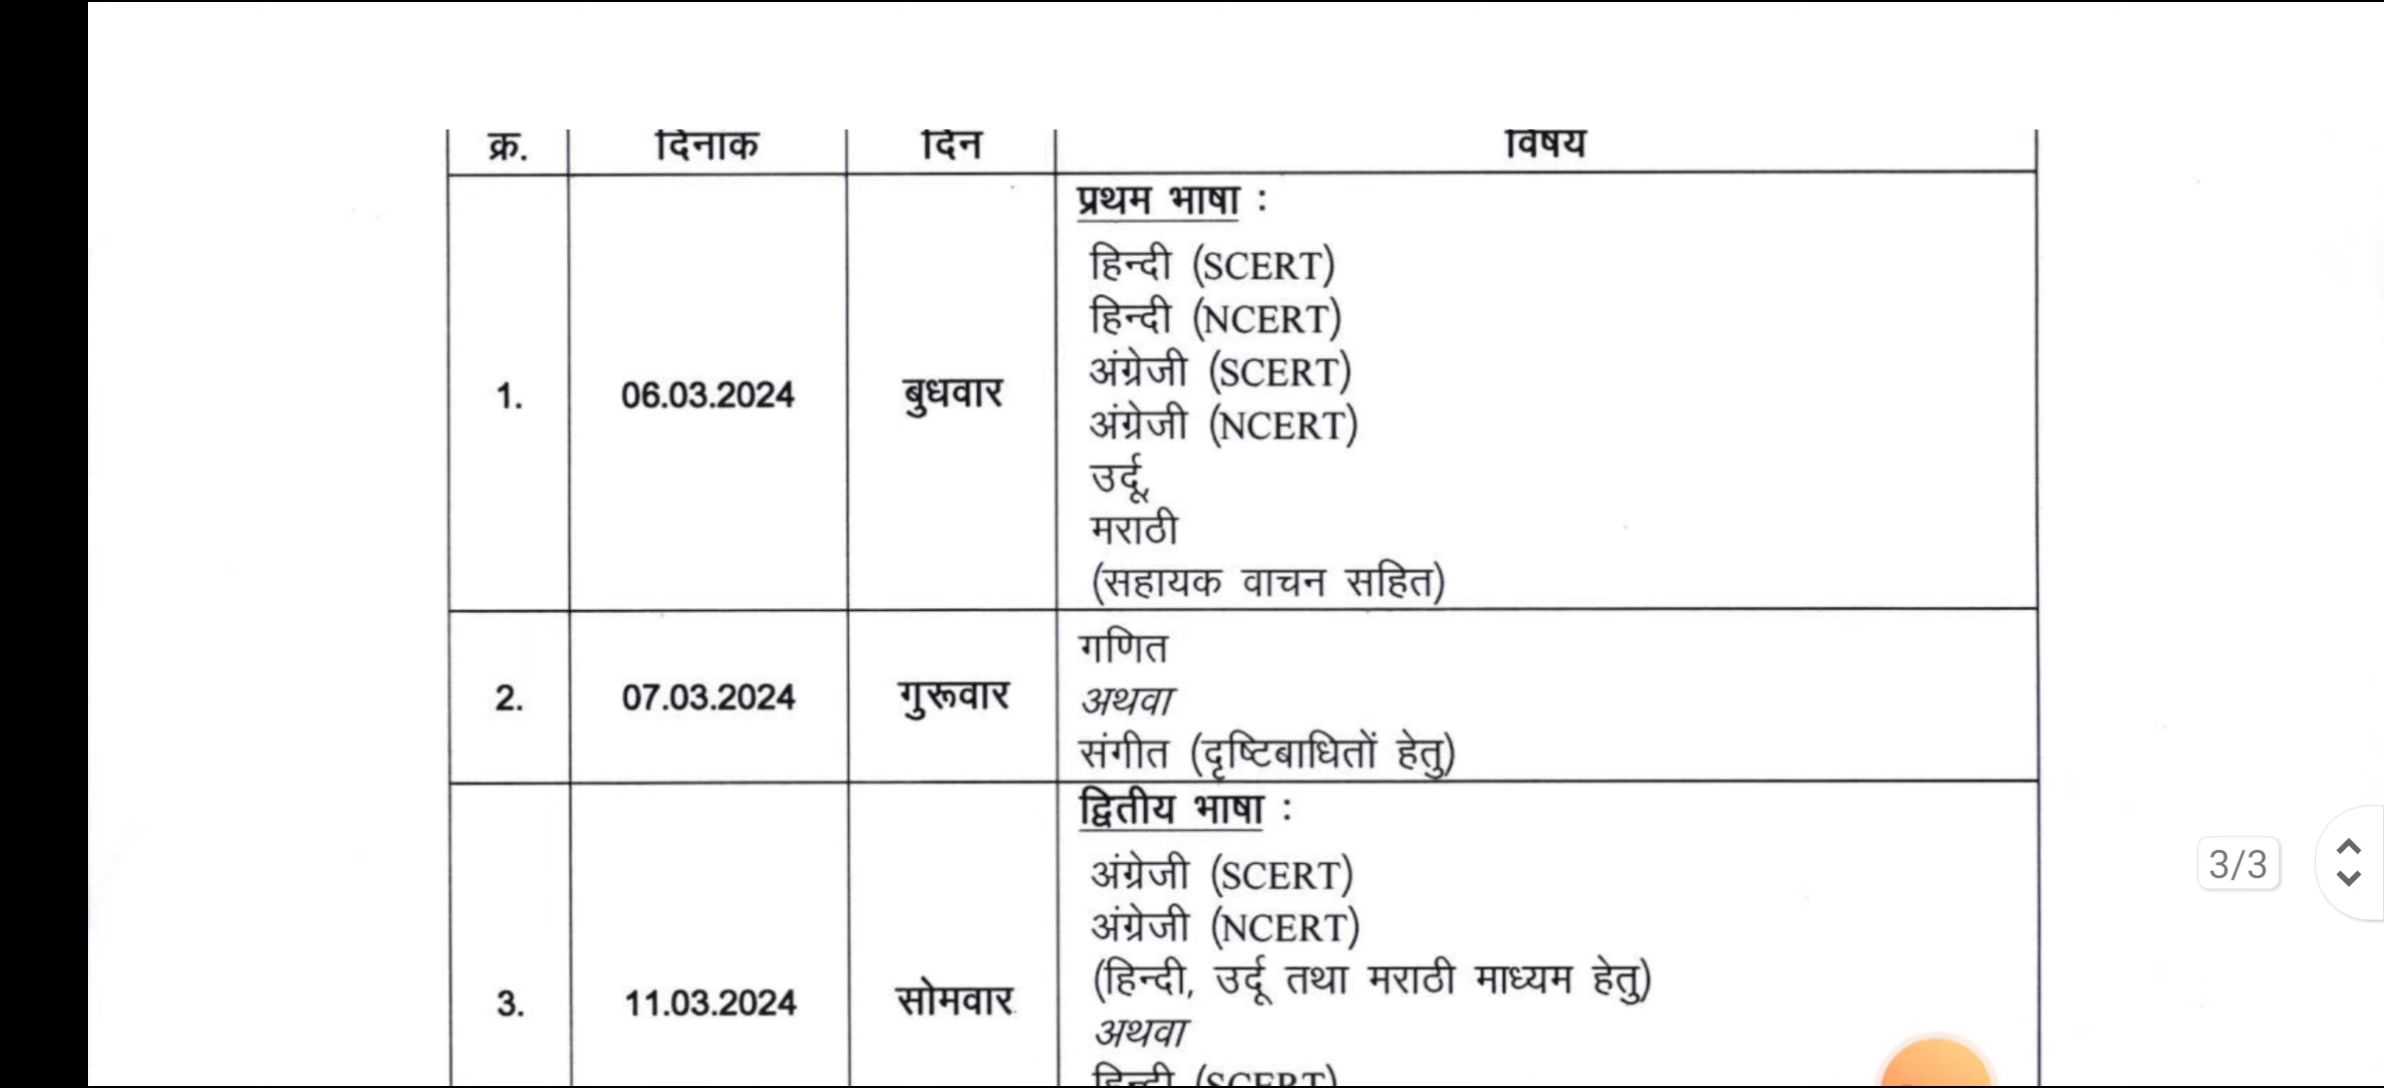 क्र. दिनांक दिन विषय
प्रथम भाषा :
हिन्दी (SCERT)
हिन्दी (NCERT)
अंग्रेजी (SCERT)
1. 06.03.2024 बुधवार
अंग्रेजी (NCERT)
उर्दू,
मराठी
(सहायक वाचन सहित)
गणित
2. 07.03.2024 गुरूवार अथवा
संगीत (दृष्टिबाधितों हेतु)
द्वितीय भाषा :
अंग्रेजी (SCERT)
अंग्रेजी (NCERT)
(हिन्दी, उर्दू तथा मराठी माध्यम हेतु)
3. 11.03.2024 सोमवार
अथवा
हिन्दी (SCERT)
3/3